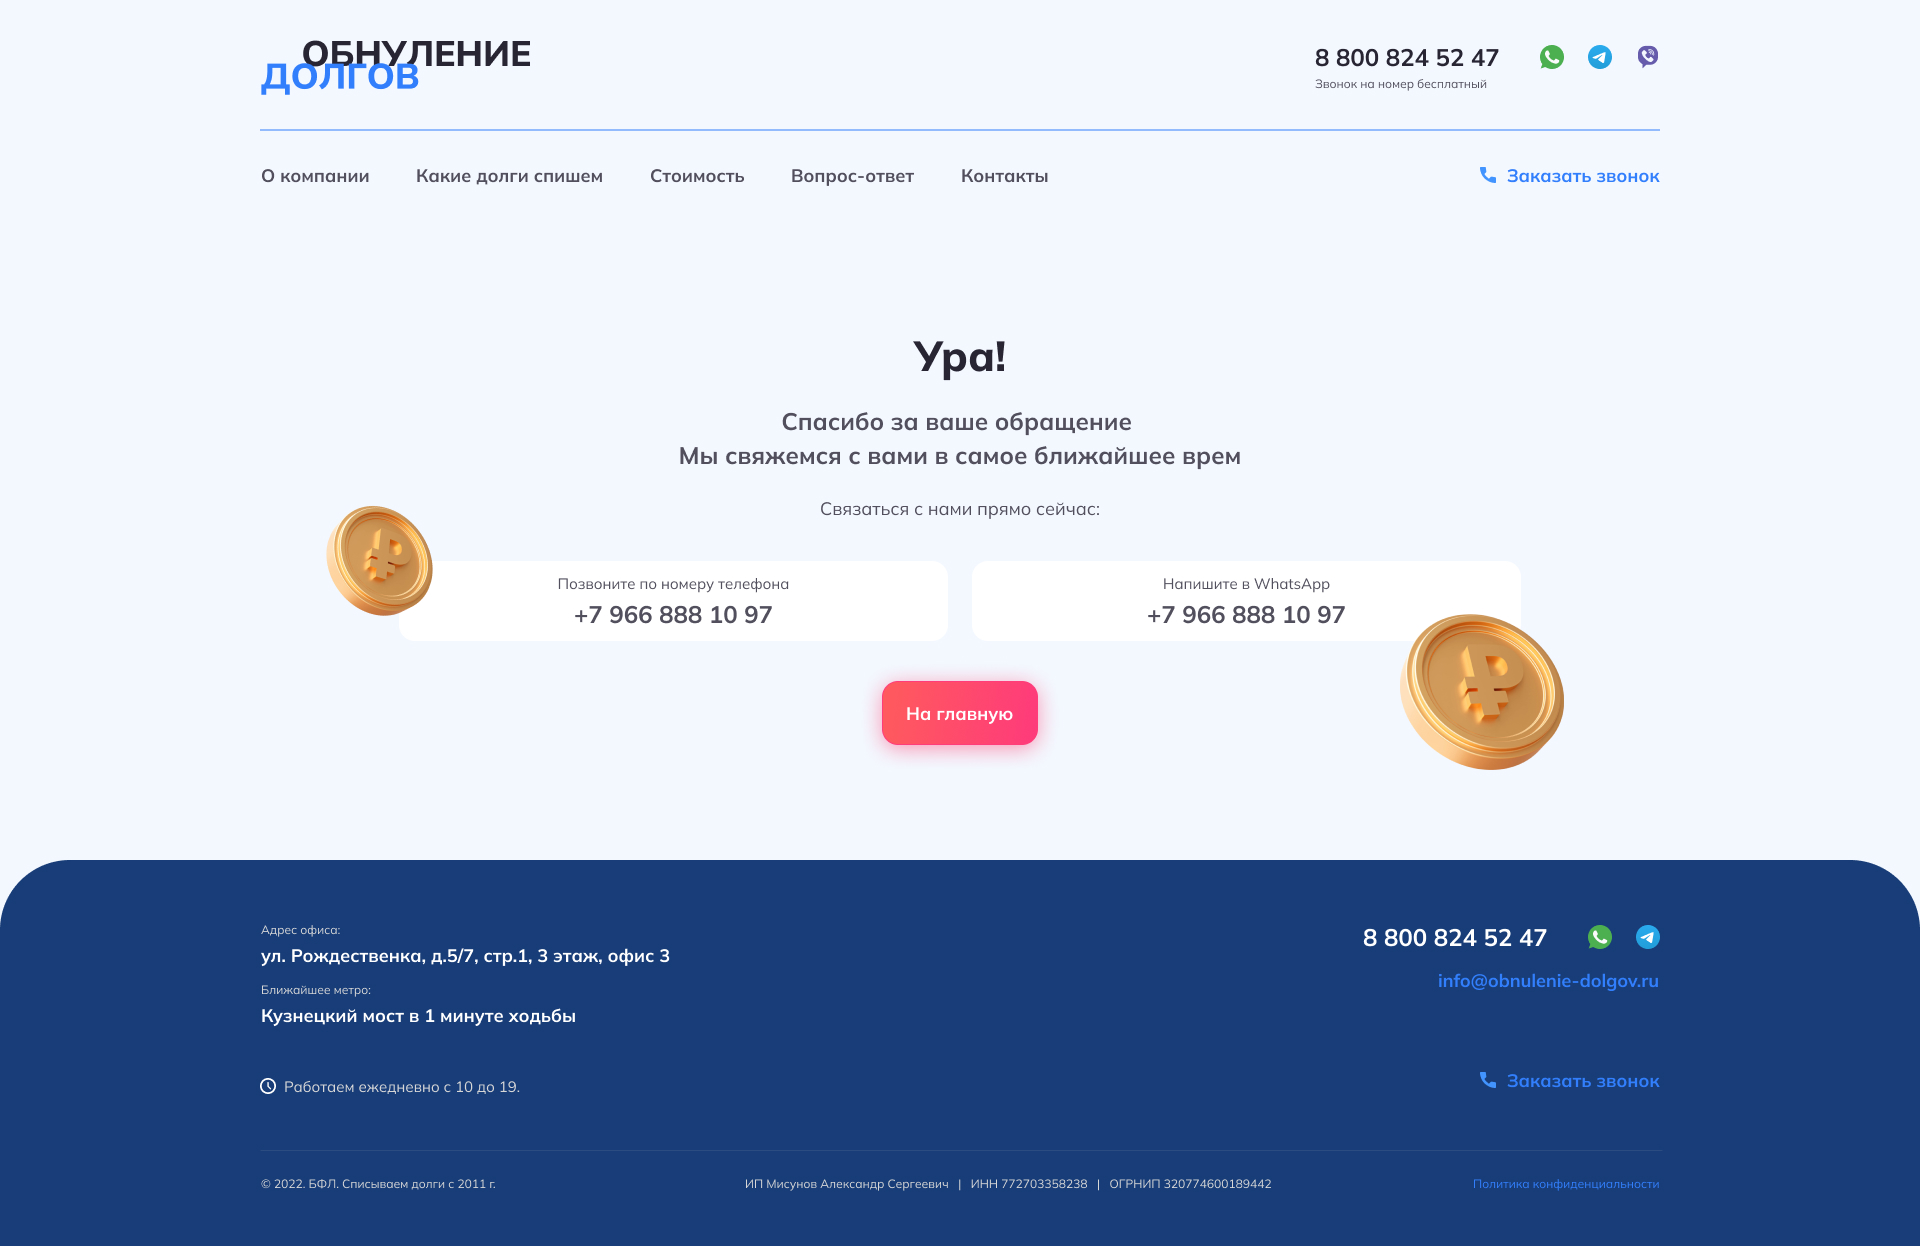 ОБНУЛЕНИЕ
ДОЛГОВ
8 800 824 52 47
Звонок на номер бесплатный
О компании
Какие долги спишем
Стоимость
Вопрос-ответ
Контакты
Заказать звонок
Ура!
Спасибо за ваше обращение
Мы свяжемся с вами в самое ближайшее врем
Связаться с нами прямо сейчас:
Позвоните по номеру телефона
+7 966 888 10 97
Напишите в WhatsApp
+7 966 888 10 97
На главную
Адрес офиса:
ул. Рождественка, д.5/7, стр.1, 3 этаж, офис 3
Ближайшее метро:
Кузнецкий мост в 1 минуте ходьбы
Работаем ежедневно с 10 до 19.
8 800 824 52 47
info@obnulenie-dolgov.ru
Заказать звонок
© 2022. БФЛ. Списываем долги с 2011 г.
ИП Мисунов Александр Сергеевич | ИНН 772703358238 | ОГРНИП 320774600189442
Политика конфиденциальности